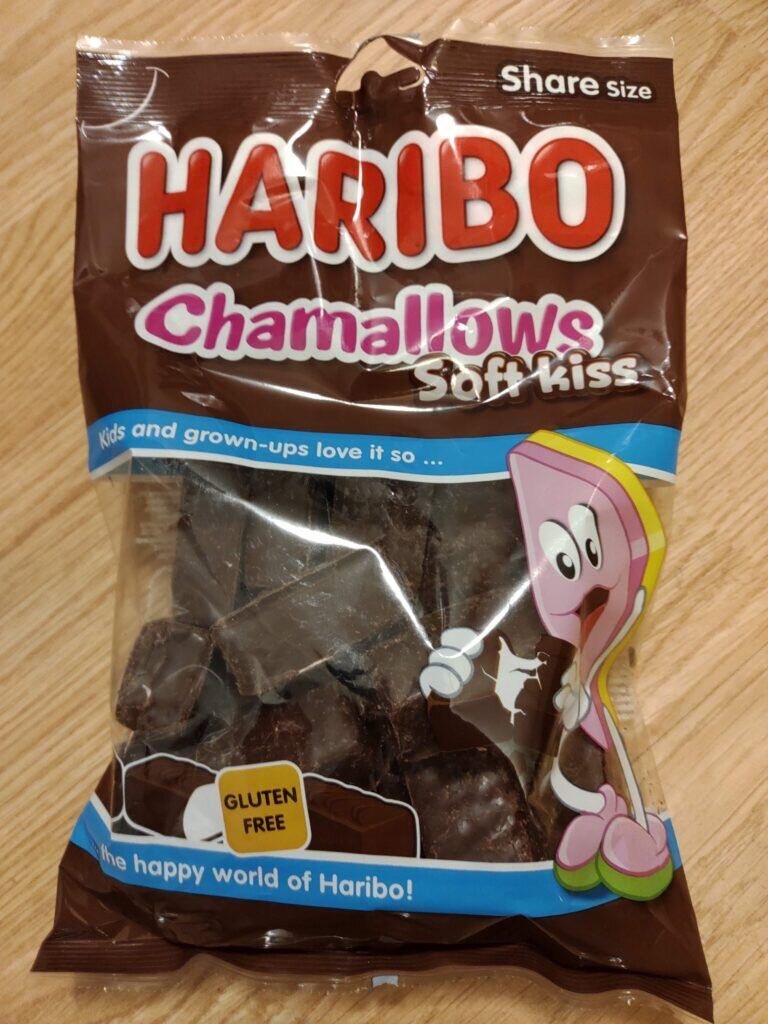 Share Size
HARIBO
Chamallows
Soft kiss
Kids and grown-ups love it so ...
GLUTEN
FREE
... the happy world of Haribo!